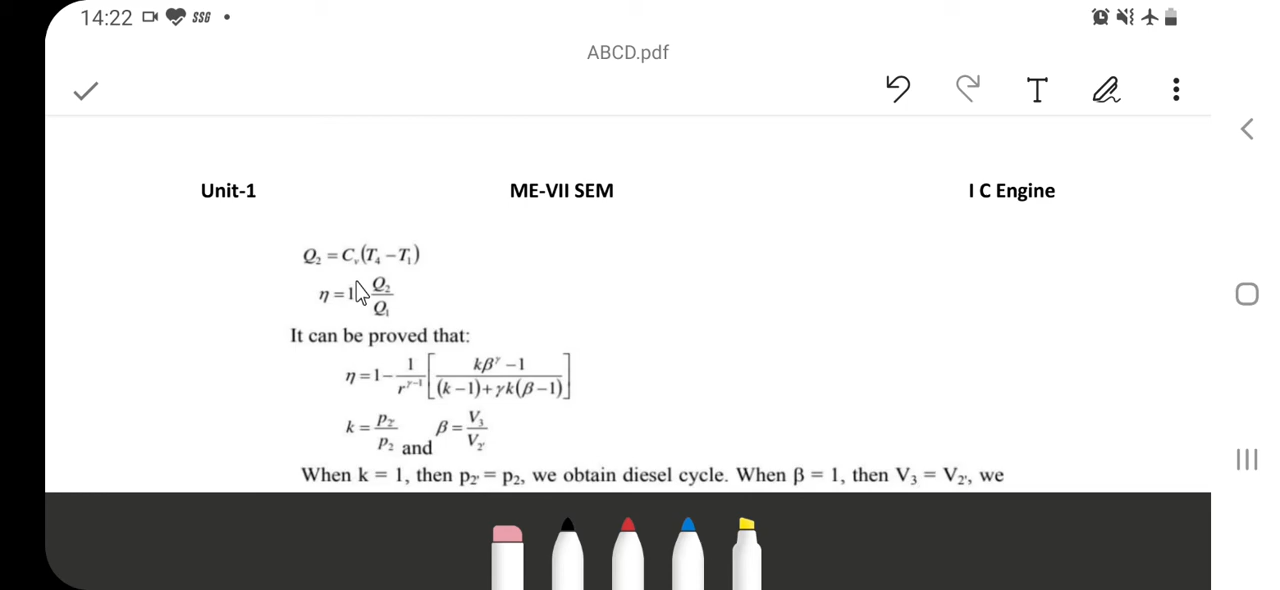 14:22 SSG
ABCD.pdf
T
Unit-1 ME-VII SEM I C Engine
Q₂ = Cᵥ(T₄ − T₁)
η = 1 Q₂/Q₁
It can be proved that:
η = 1 − 1/r^(γ−1) [ (kβ^γ − 1) / ((k − 1) + γk(β − 1)) ]
k = p₂'/p₂ and β = V₃/V₂'
When k = 1, then p₂' = p₂, we obtain diesel cycle. When β = 1, then V₃ = V₂', we